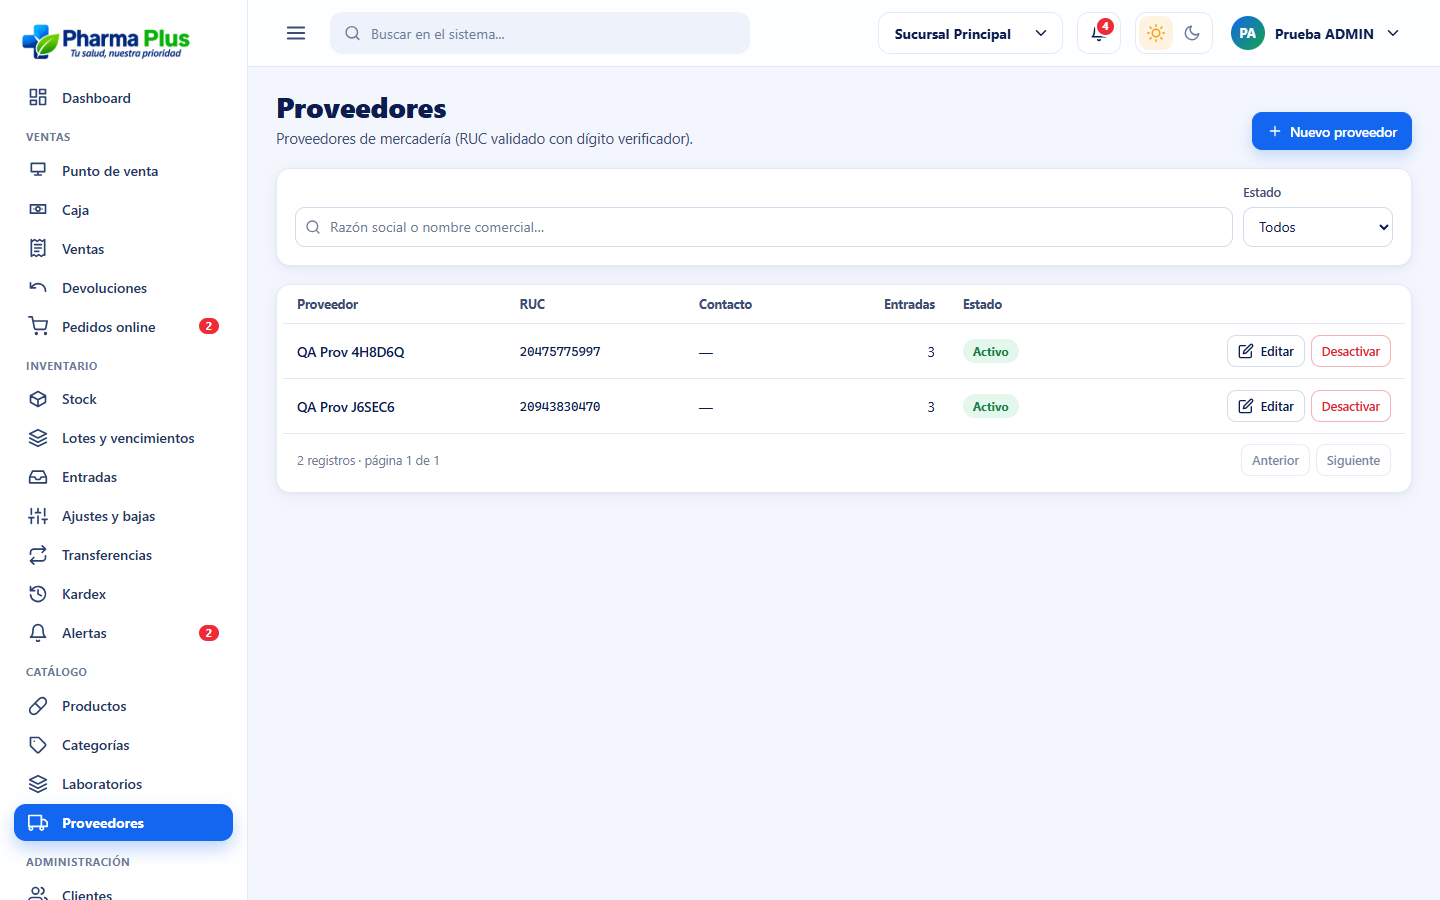 Pharma Plus
Tu salud, nuestra prioridad
Dashboard
VENTAS
Punto de venta
Caja
Ventas
Devoluciones
Pedidos online 2
INVENTARIO
Stock
Lotes y vencimientos
Entradas
Ajustes y bajas
Transferencias
Kardex
Alertas 2
CATÁLOGO
Productos
Categorías
Laboratorios
Proveedores
ADMINISTRACIÓN
Clientes
Buscar en el sistema...
Sucursal Principal
4
PA Prueba ADMIN
Proveedores
Proveedores de mercadería (RUC validado con dígito verificador).
Nuevo proveedor
Estado
Razón social o nombre comercial...
Todos
Proveedor RUC Contacto Entradas Estado
QA Prov 4H8D6Q 20475775997 — 3 Activo Editar Desactivar
QA Prov J6SEC6 20943830470 — 3 Activo Editar Desactivar
2 registros · página 1 de 1
Anterior Siguiente